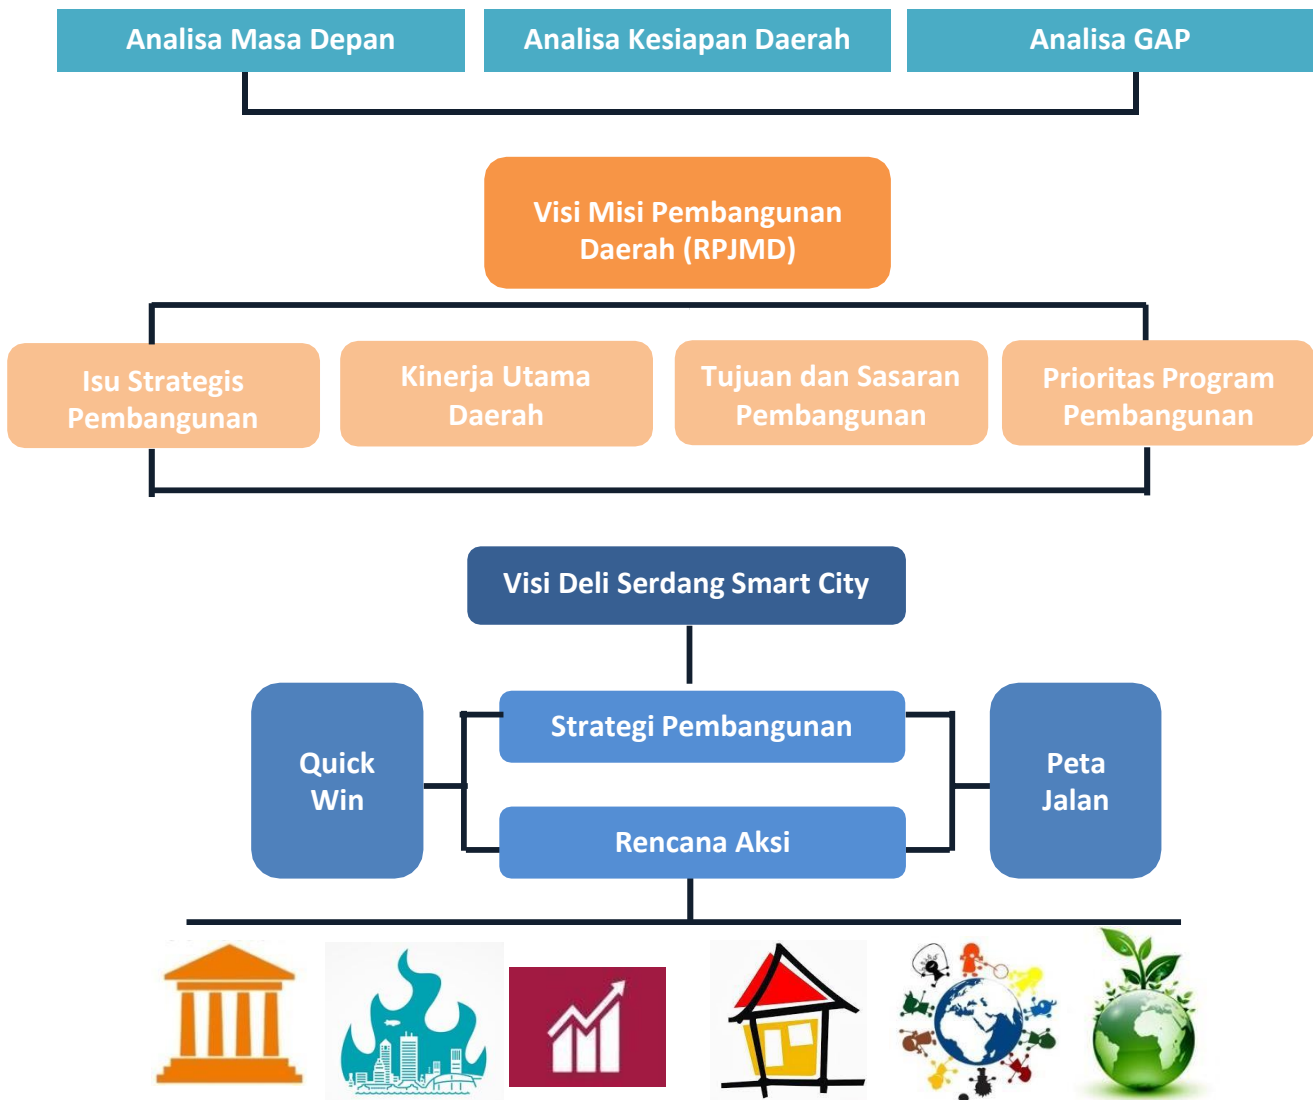 Analisa Masa Depan
Analisa Kesiapan Daerah
Analisa GAP
Visi Misi Pembangunan
Daerah (RPJMD)
Isu Strategis
Pembangunan
Kinerja Utama
Daerah
Tujuan dan Sasaran
Pembangunan
Prioritas Program
Pembangunan
Visi Deli Serdang Smart City
Quick
Win
Strategi Pembangunan
Rencana Aksi
Peta
Jalan